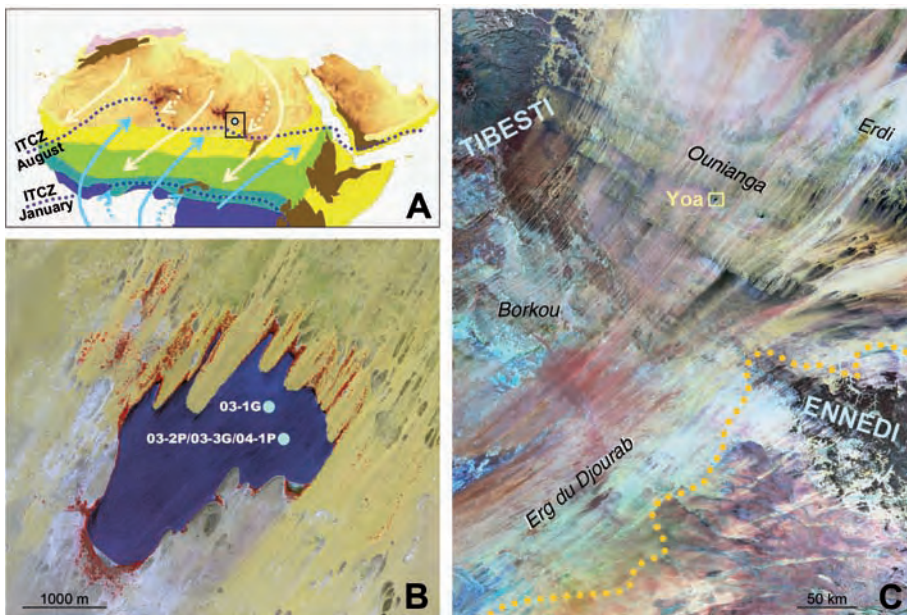 ITCZ
August
ITCZ
January
A
03-1G
03-2P/03-3G/04-1P
1000 m
B
TIBESTI
Erdi
Ounianga
Yoa
Borkou
ENNEDI
Erg du Djourab
50 km
C